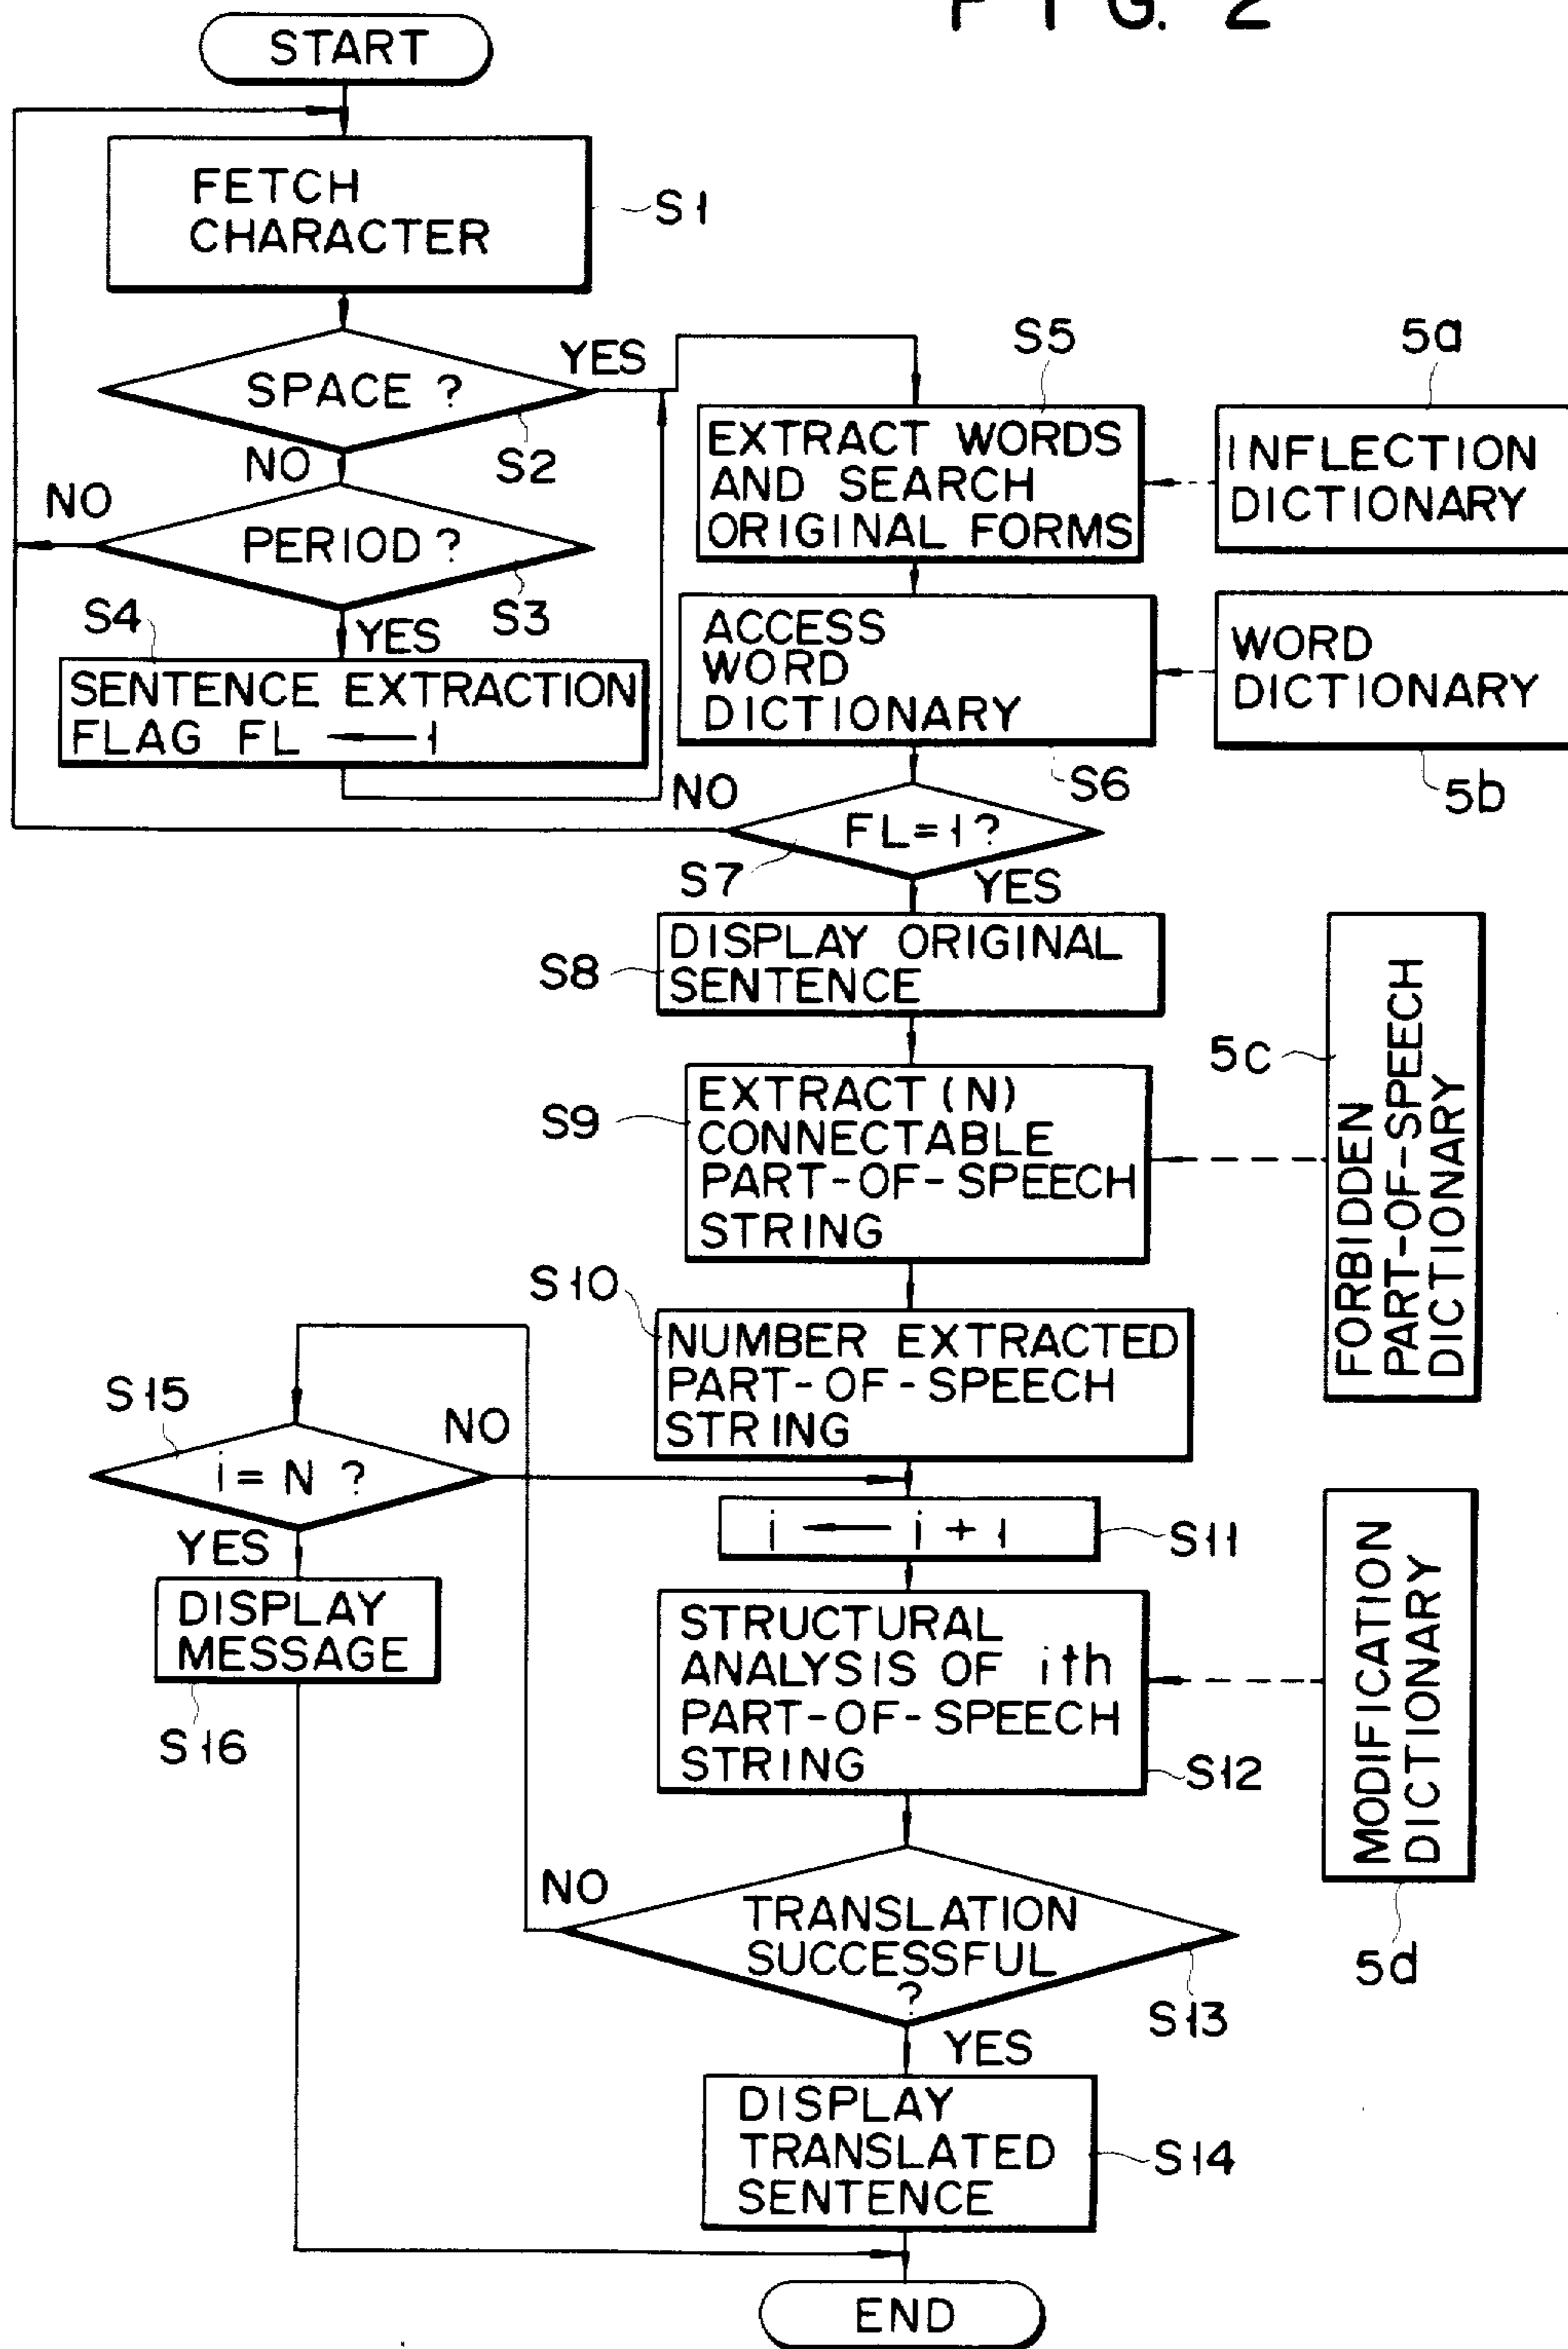 FIG. 2
START
FETCH
CHARACTER
S1
SPACE ?
YES
S2
NO
PERIOD ?
NO
S3
YES
S4
SENTENCE EXTRACTION
FLAG FL ← 1
S5
EXTRACT WORDS
AND SEARCH
ORIGINAL FORMS
5a
INFLECTION
DICTIONARY
ACCESS
WORD
DICTIONARY
S6
WORD
DICTIONARY
5b
NO
FL=1?
S7
YES
DISPLAY ORIGINAL
SENTENCE
S8
EXTRACT (N)
CONNECTABLE
PART-OF-SPEECH
STRING
S9
5c
FORBIDDEN
PART-OF-SPEECH
DICTIONARY
S10
NUMBER EXTRACTED
PART-OF-SPEECH
STRING
S15
NO
i = N ?
YES
DISPLAY
MESSAGE
S16
i ← i + 1
S11
STRUCTURAL
ANALYSIS OF ith
PART-OF-SPEECH
STRING
S12
MODIFICATION
DICTIONARY
5d
NO
TRANSLATION
SUCCESSFUL
?
S13
YES
DISPLAY
TRANSLATED
SENTENCE
S14
END